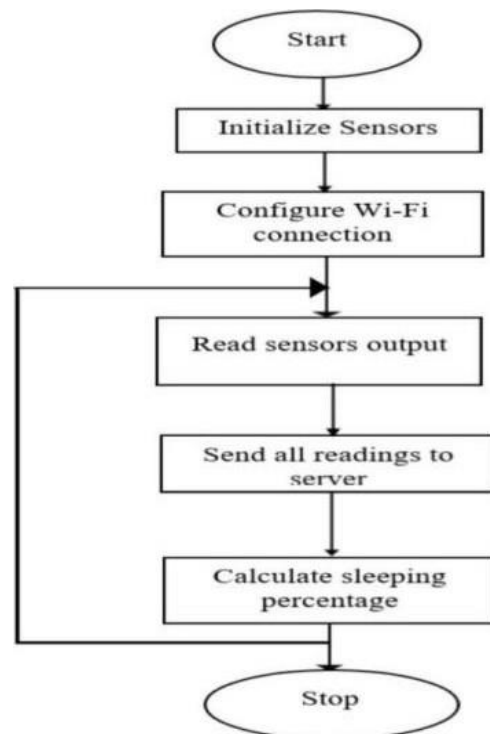 Start
Initialize Sensors
Configure Wi-Fi
connection
Read sensors output
Send all readings to
server
Calculate sleeping
percentage
Stop